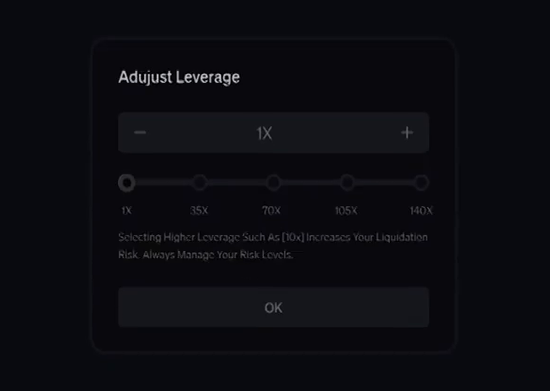 Adujust Leverage
− 1X +
1X 35X 70X 105X 140X
Selecting Higher Leverage Such As [10x] Increases Your Liquidation
Risk. Always Manage Your Risk Levels.
OK